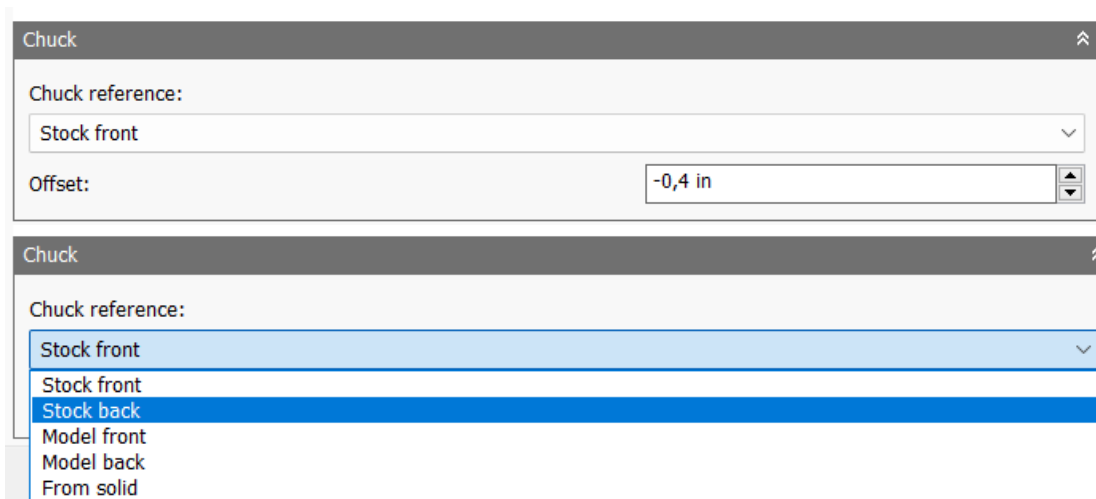 Chuck
Chuck reference:
Stock front
Offset:
-0,4 in
Chuck
Chuck reference:
Stock front
Stock front
Stock back
Model front
Model back
From solid